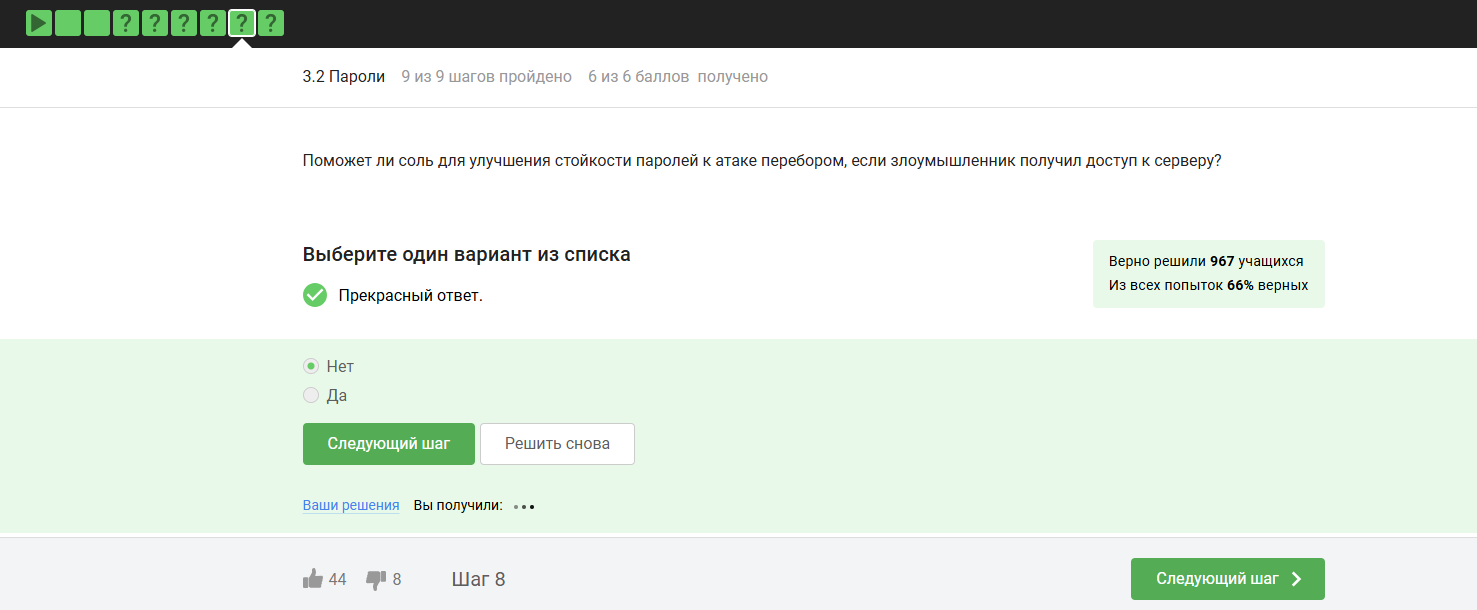 ? ? ? ? ? ?
3.2 Пароли 9 из 9 шагов пройдено 6 из 6 баллов получено
Поможет ли соль для улучшения стойкости паролей к атаке перебором, если злоумышленник получил доступ к серверу?
Выберите один вариант из списка
Прекрасный ответ.
Верно решили 967 учащихся
Из всех попыток 66% верных
Нет
Да
Следующий шаг Решить снова
Ваши решения Вы получили:
44 8 Шаг 8 Следующий шаг